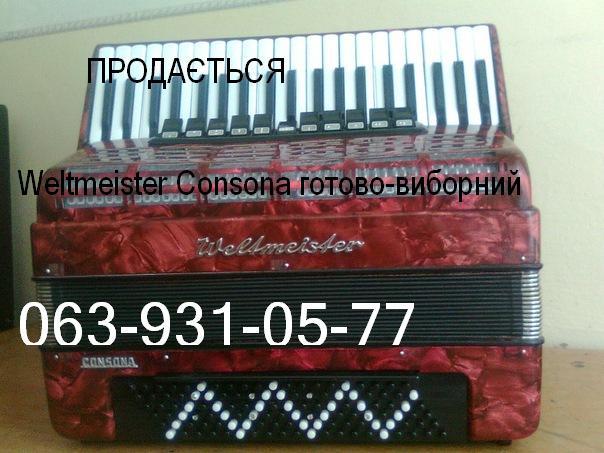 ПРОДАЄТЬСЯ
Weltmeister Consona готово-виборний
Weltmeister
063-931-05-77
CONSONA